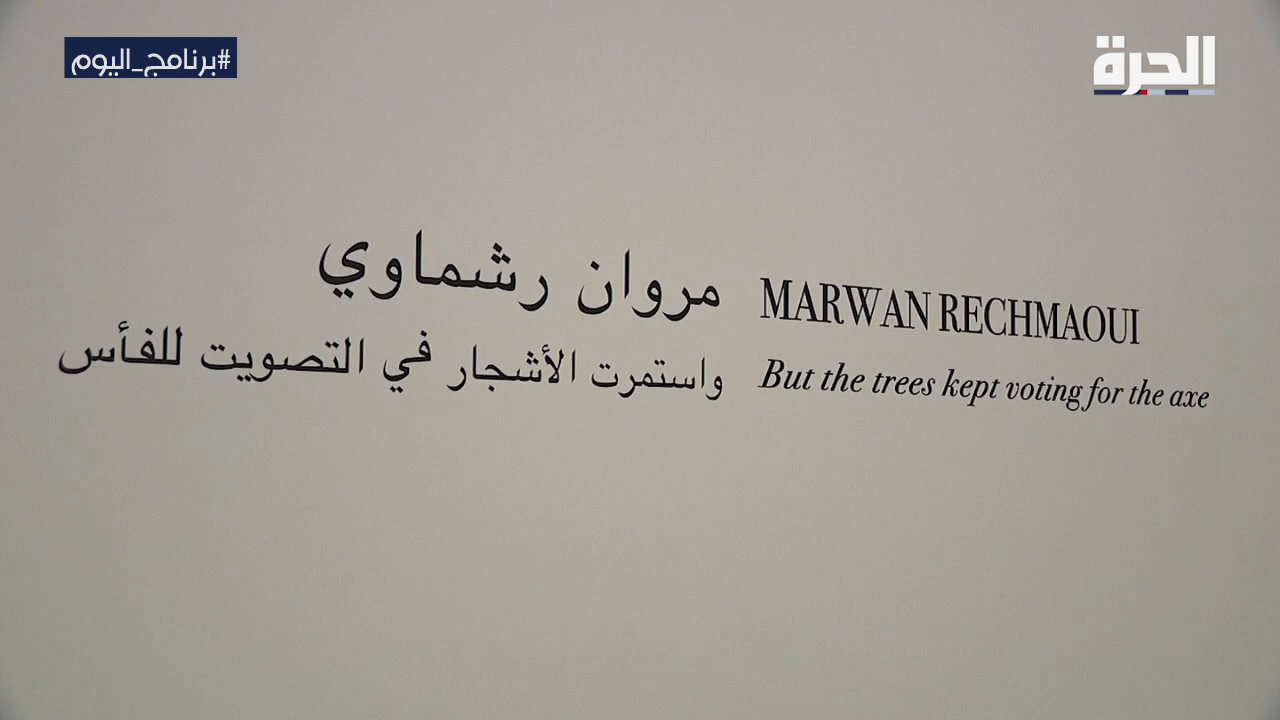 #برنامج_اليوم
الحرة
مروان رشماوي
MARWAN RECHMAOUI
واستمرت الأشجار في التصويت للفأس
But the trees kept voting for the axe